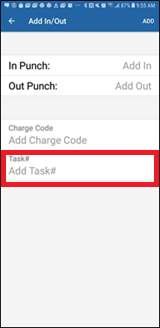 9:55 AM
Add In/Out ADD
In Punch: Add In
Out Punch: Add Out
Charge Code
Add Charge Code
Task#
Add Task#